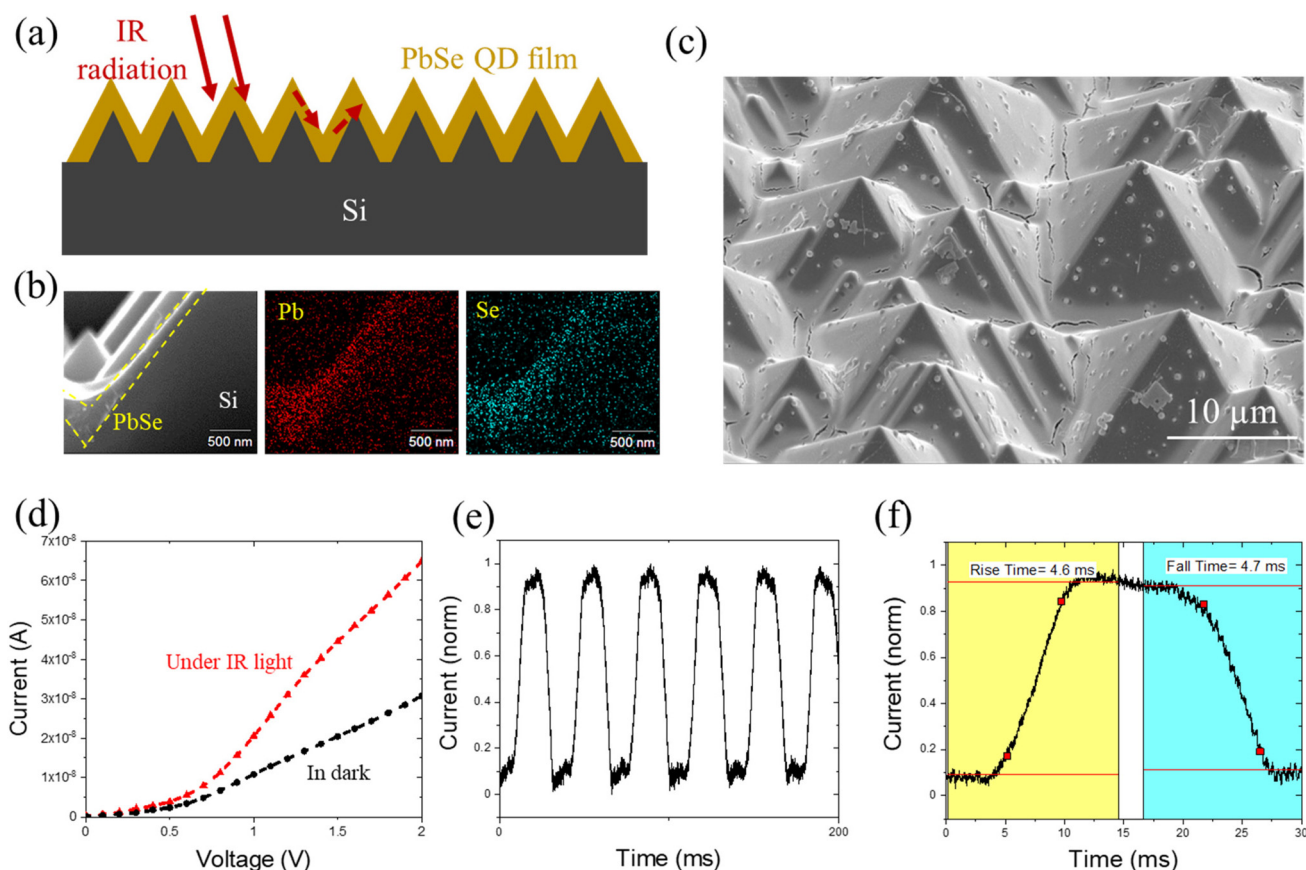 (a)
IR
radiation
PbSe QD film
Si
(b)
PbSe
Si
500 nm
Pb
500 nm
Se
500 nm
(c)
10 µm
(d)
7x10⁻⁸
6x10⁻⁸
5x10⁻⁸
4x10⁻⁸
3x10⁻⁸
2x10⁻⁸
1x10⁻⁸
0
Current (A)
Under IR light
In dark
0 0.5 1 1.5 2
Voltage (V)
(e)
1
0.8
0.6
0.4
0.2
0
Current (norm)
0 200
Time (ms)
(f)
1
0.8
0.6
0.4
0.2
0
Current (norm)
Rise Time= 4.6 ms
Fall Time= 4.7 ms
0 5 10 15 20 25 30
Time (ms)